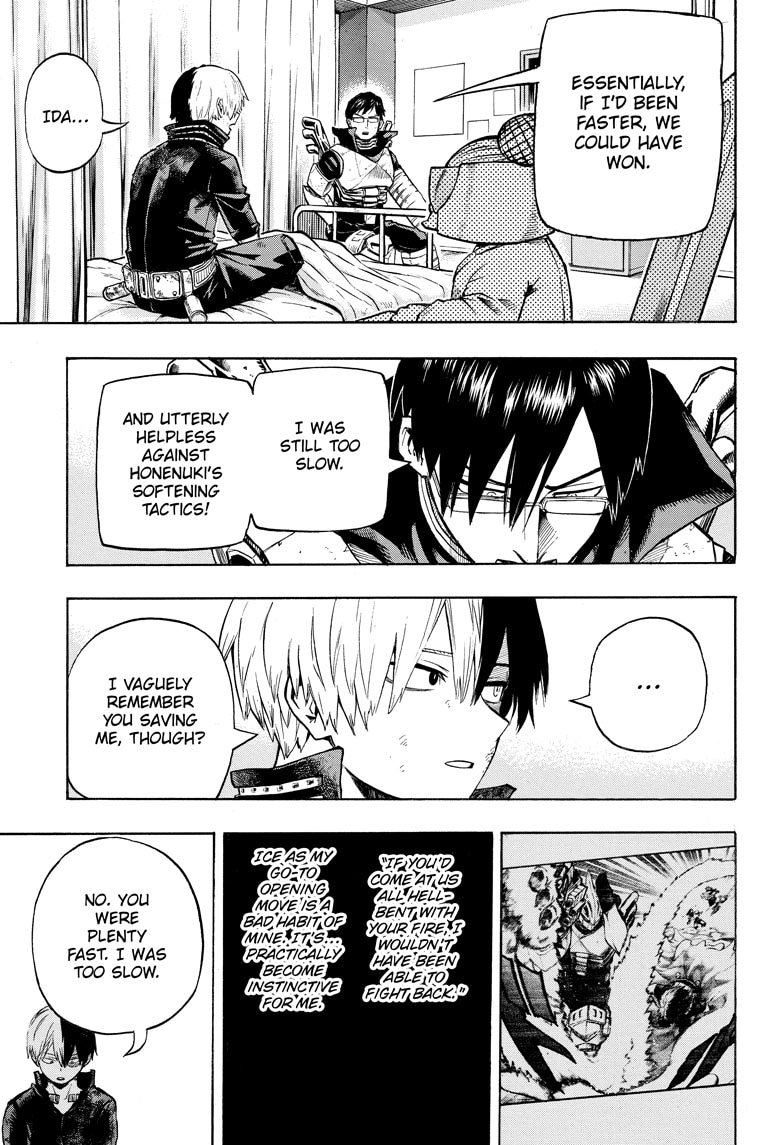 ESSENTIALLY,
IF I'D BEEN
FASTER, WE
COULD HAVE
WON.
IDA...
I WAS
STILL TOO
SLOW.
AND UTTERLY
HELPLESS
AGAINST
HONENUKI'S
SOFTENING
TACTICS!
...
I VAGUELY
REMEMBER
YOU SAVING
ME, THOUGH?
"IF YOU'D
COME AT US
ALL HELL-
BENT WITH
YOUR FIRE, I
WOULDN'T
HAVE BEEN
ABLE TO
FIGHT BACK."
ICE AS MY
GO-TO
OPENING
MOVE IS A
BAD HABIT OF
MINE. IT'S...
PRACTICALLY
BECOME
INSTINCTIVE
FOR ME.
NO. YOU
WERE
PLENTY
FAST. I WAS
TOO SLOW.